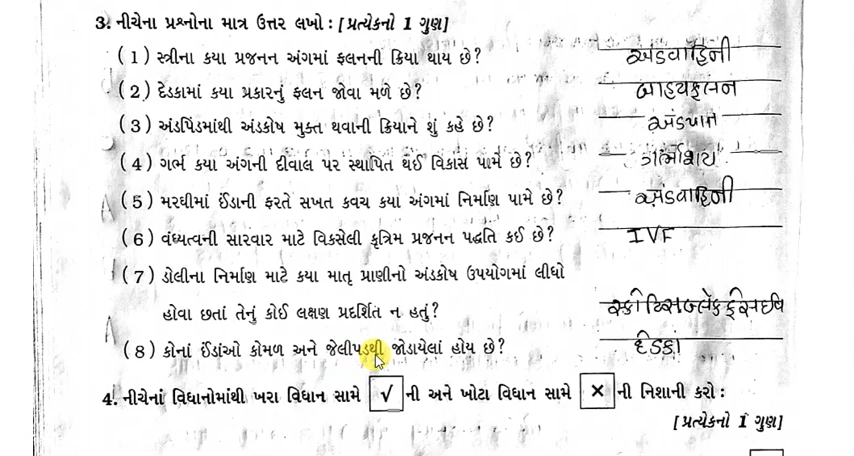 3. નીચેના પ્રશ્નોના માત્ર ઉત્તર લખો : [પ્રત્યેકનો 1 ગુણ]
(1) સ્ત્રીના કયા પ્રજનન અંગમાં ફલનની ક્રિયા થાય છે? અંડવાહિની
(2) દેડકામાં કયા પ્રકારનું ફલન જોવા મળે છે? બાહ્યફલન
(3) અંડપિંડમાંથી અંડકોષ મુક્ત થવાની ક્રિયાને શું કહે છે? અંડપાત
(4) ગર્ભ કયા અંગની દીવાલ પર સ્થાપિત થઈ વિકાસ પામે છે? ગર્ભાશય
(5) મરઘીમાં ઈંડાની ફરતે સખત કવચ કયા અંગમાં નિર્માણ પામે છે? અંડવાહિની
(6) વંધ્યત્વની સારવાર માટે વિકસેલી કૃત્રિમ પ્રજનન પદ્ધતિ કઈ છે? IVF
(7) ડોલીના નિર્માણ માટે કયા માતૃ પ્રાણીનો અંડકોષ ઉપયોગમાં લીધો
હોવા છતાં તેનું કોઈ લક્ષણ પ્રદર્શિત ન હતું? સ્કોટિસબ્લેકફેસઈવ
(8) કોનાં ઈંડાંઓ કોમળ અને જેલીપડથી જોડાયેલાં હોય છે? દેડકાં
4. નીચેનાં વિધાનોમાંથી ખરા વિધાન સામે √ ની અને ખોટા વિધાન સામે × ની નિશાની કરો :
[પ્રત્યેકનો 1 ગુણ]